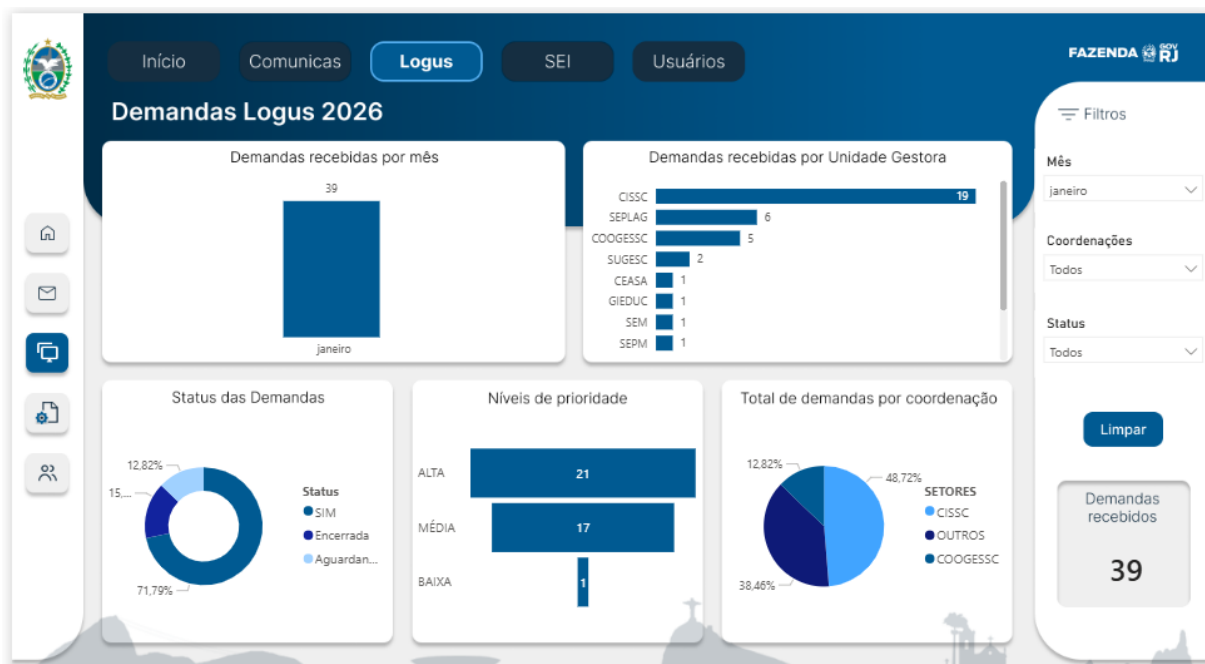 Início
Comunicas
Logus
SEI
Usuários
FAZENDA GOV RJ
Demandas Logus 2026
Filtros
Demandas recebidas por mês
39
janeiro
Demandas recebidas por Unidade Gestora
CISSC 19
SEPLAG 6
COOGESSC 5
SUGESC 2
CEASA 1
GIEDUC 1
SEM 1
SEPM 1
Mês
janeiro
Coordenações
Todos
Status
Todos
Limpar
Demandas
recebidos
39
Status das Demandas
12,82%
15,...
71,79%
Status
SIM
Encerrada
Aguardan...
Níveis de prioridade
ALTA 21
MÉDIA 17
BAIXA 1
Total de demandas por coordenação
12,82%
48,72%
38,46%
SETORES
CISSC
OUTROS
COOGESSC